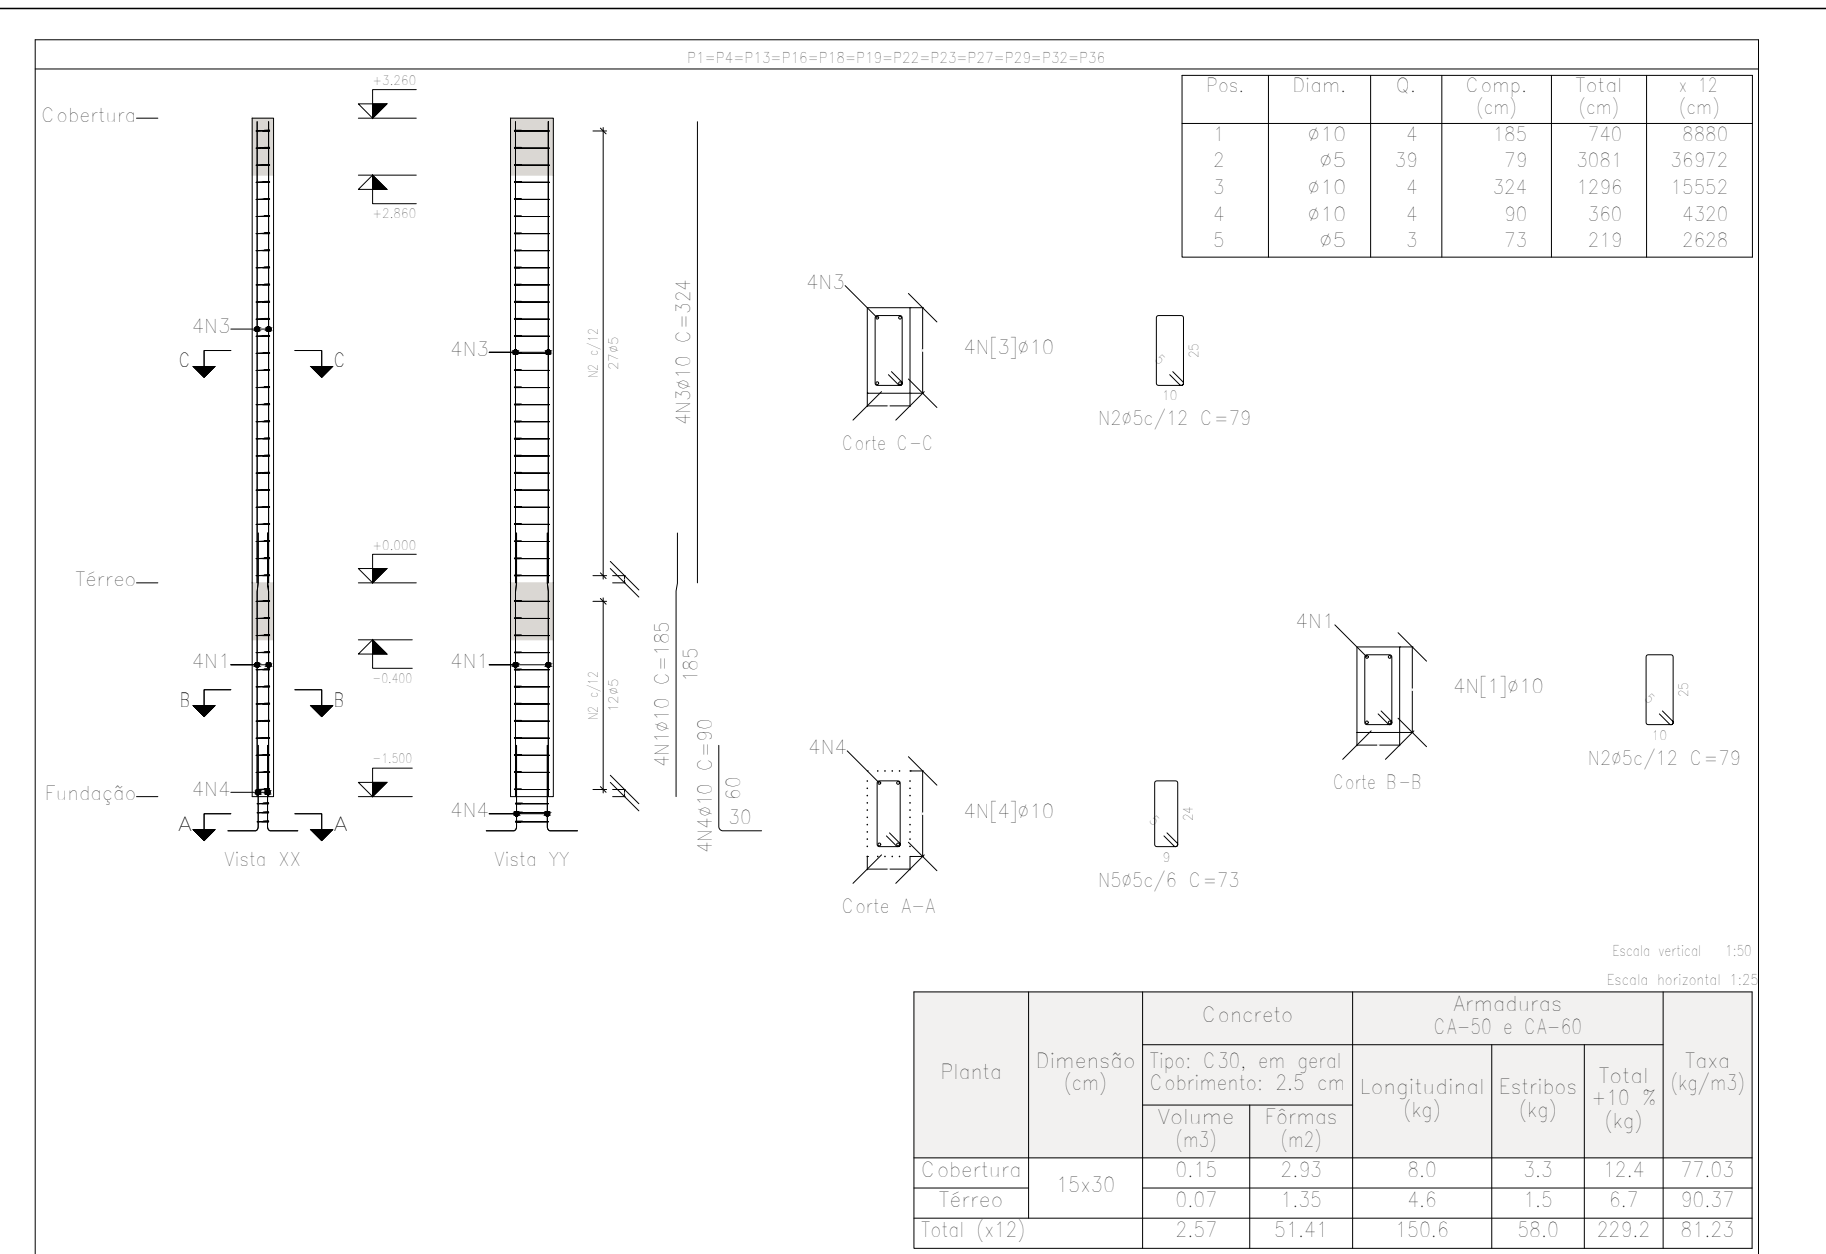 P1=P4=P13=P16=P18=P19=P22=P23=P27=P29=P32=P36
Pos. Diam. Q. Comp. (cm) Total (cm) x 12 (cm)
1 ø10 4 185 740 8880
2 ø5 39 79 3081 36972
3 ø10 4 324 1296 15552
4 ø10 4 90 360 4320
5 ø5 3 73 219 2628
Cobertura
+3.260
+2.860
4N3
C C
4N3
N2 c/12
27ø5
4N3ø10 C=324
+0.000
Térreo
4N1
4N1
-0.400
B B
N2 c/12
12ø5
4N1ø10 C=185
185
-1.500
Fundação
4N4
4N4
A A
4N4ø10 C=90
60
30
Vista XX
Vista YY
4N3
4N[3]ø10
Corte C-C
5
25
10
N2ø5c/12 C=79
4N1
4N[1]ø10
Corte B-B
5
25
10
N2ø5c/12 C=79
4N4
4N[4]ø10
Corte A-A
5
24
9
N5ø5c/6 C=73
Escala vertical 1:50
Escala horizontal 1:25
Planta Dimensão (cm) Concreto Armaduras CA-50 e CA-60 Taxa (kg/m3)
Tipo: C30, em geral
Cobrimento: 2.5 cm
Longitudinal (kg) Estribos (kg) Total +10 % (kg)
Volume (m3) Fôrmas (m2)
Cobertura 15x30 0.15 2.93 8.0 3.3 12.4 77.03
Térreo 0.07 1.35 4.6 1.5 6.7 90.37
Total (x12) 2.57 51.41 150.6 58.0 229.2 81.23